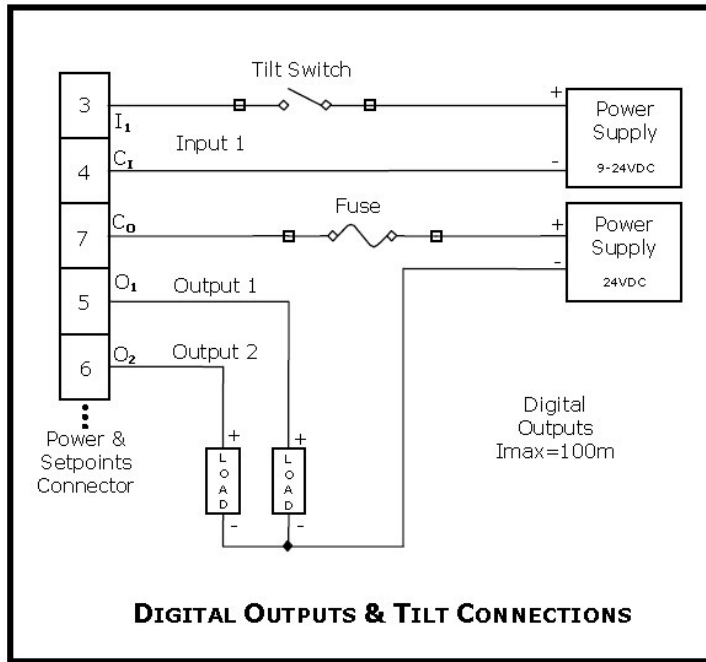 Tilt Switch
3
I1
+
Power
Supply
9-24VDC
Input 1
4
CI
-
Fuse
7
CO
+
Power
Supply
24VDC
-
5
O1
Output 1
6
O2
Output 2
Power &
Setpoints
Connector
+
LOAD
-
+
LOAD
-
Digital
Outputs
Imax=100m
DIGITAL OUTPUTS & TILT CONNECTIONS